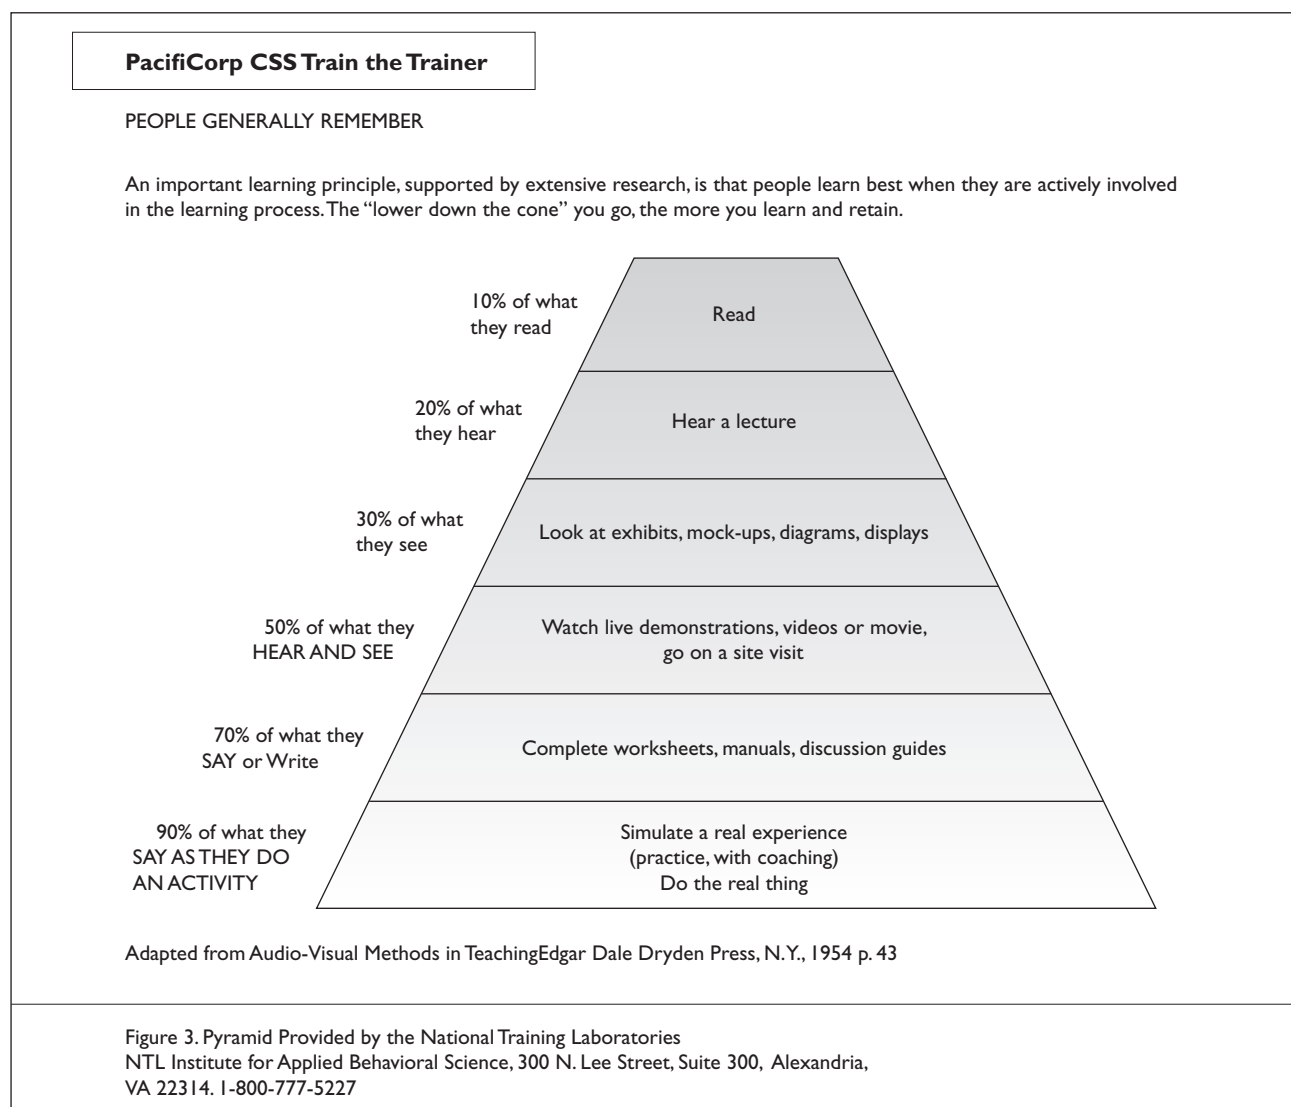 PacifiCorp CSS Train the Trainer
PEOPLE GENERALLY REMEMBER
An important learning principle, supported by extensive research, is that people learn best when they are actively involved
in the learning process. The “lower down the cone” you go, the more you learn and retain.
10% of what
they read
Read
20% of what
they hear
Hear a lecture
30% of what
they see
Look at exhibits, mock-ups, diagrams, displays
50% of what they
HEAR AND SEE
Watch live demonstrations, videos or movie,
go on a site visit
70% of what they
SAY or Write
Complete worksheets, manuals, discussion guides
90% of what they
SAY AS THEY DO
AN ACTIVITY
Simulate a real experience
(practice, with coaching)
Do the real thing
Adapted from Audio-Visual Methods in TeachingEdgar Dale Dryden Press, N.Y., 1954 p. 43
Figure 3. Pyramid Provided by the National Training Laboratories
NTL Institute for Applied Behavioral Science, 300 N. Lee Street, Suite 300, Alexandria,
VA 22314. 1-800-777-5227